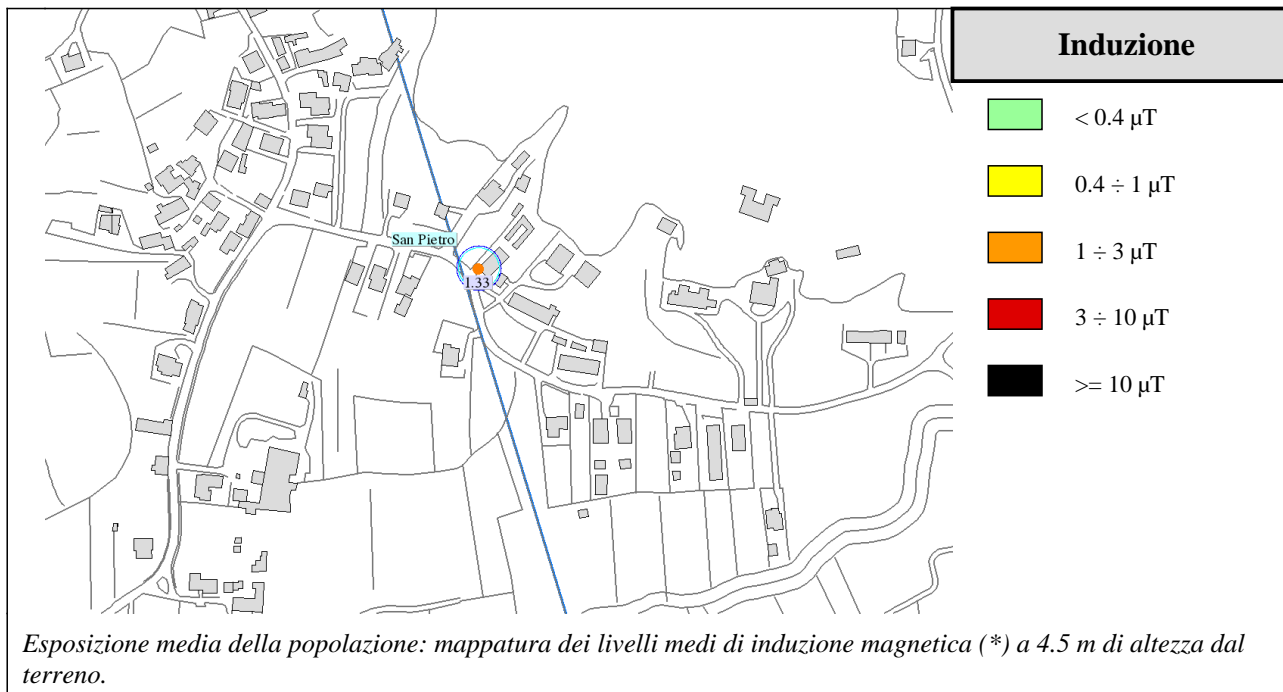 Induzione
< 0.4 µT
0.4 ÷ 1 µT
1 ÷ 3 µT
3 ÷ 10 µT
>= 10 µT
San Pietro
1.33
Esposizione media della popolazione: mappatura dei livelli medi di induzione magnetica (*) a 4.5 m di altezza dal
terreno.